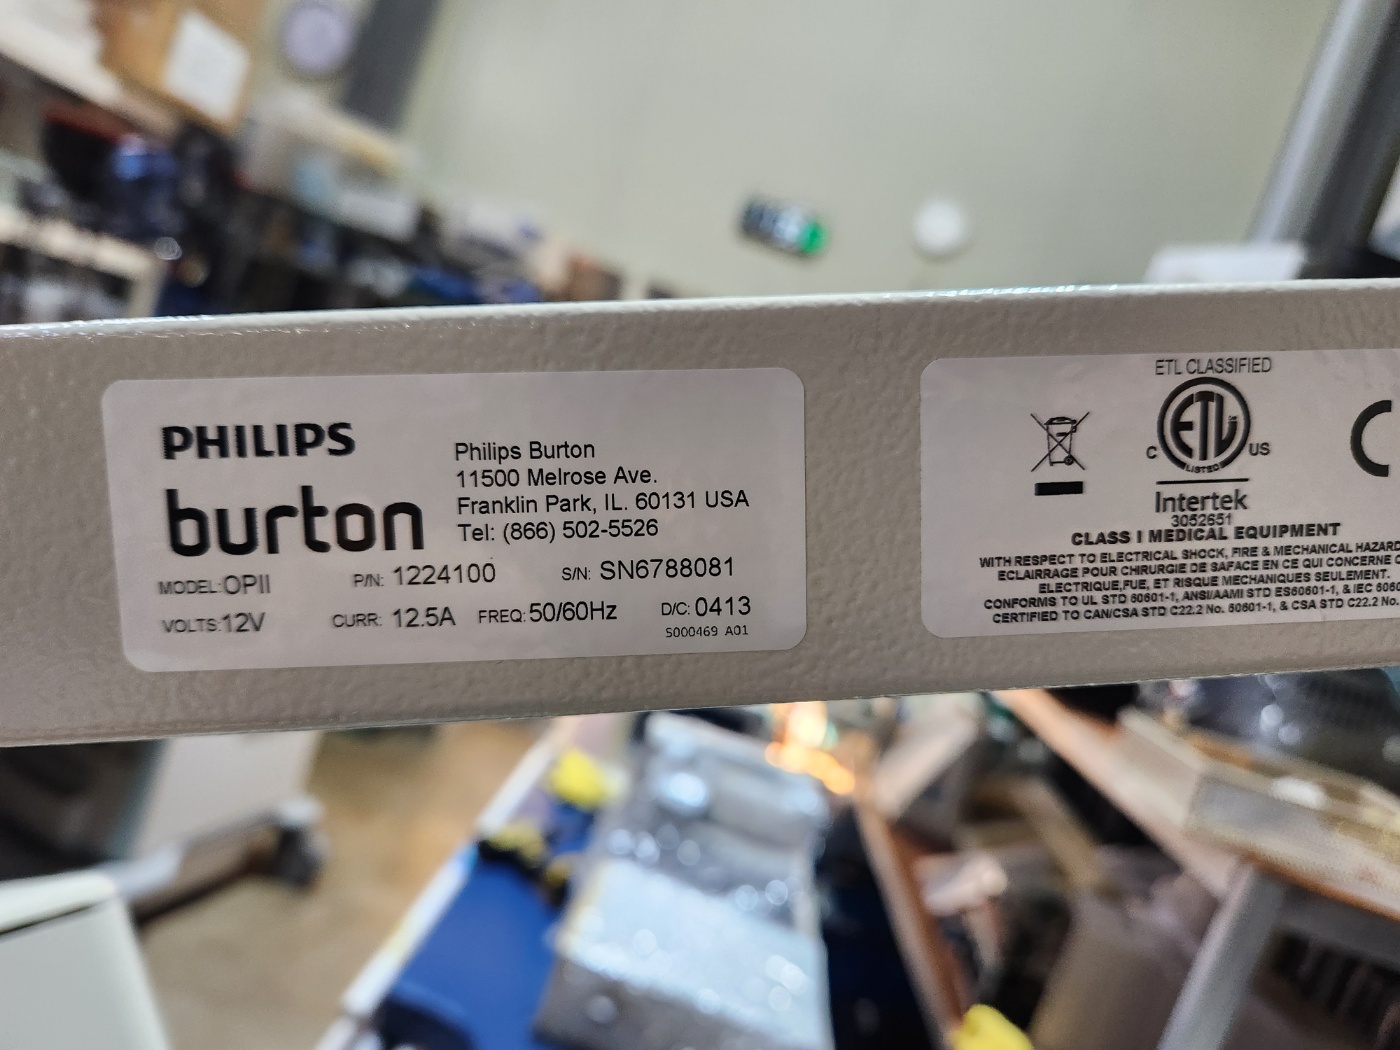 PHILIPS
burton
Philips Burton
11500 Melrose Ave.
Franklin Park, IL. 60131 USA
Tel: (866) 502-5526
MODEL: OPII P/N: 1224100 S/N: SN6788081
VOLTS: 12V CURR: 12.5A FREQ: 50/60Hz D/C: 0413
S000469 A01
ETL CLASSIFIED
C ETL US
LISTED
Intertek
3052651
CLASS I MEDICAL EQUIPMENT
WITH RESPECT TO ELECTRICAL SHOCK, FIRE & MECHANICAL HAZARD
ECLAIRRAGE POUR CHIRURGIE DE SAFACE EN CE QUI CONCERNE
ELECTRIQUE,FUE, ET RISQUE MECHANIQUES SEULEMENT.
CONFORMS TO UL STD 60601-1, ANSI/AAMI STD ES60601-1, & IEC 6060
CERTIFIED TO CAN/CSA STD C22.2 No. 60601-1, & CSA STD C22.2 No.